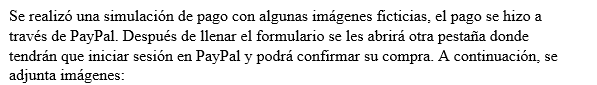 Se realizó una simulación de pago con algunas imágenes ficticias, el pago se hizo a
través de PayPal. Después de llenar el formulario se les abrirá otra pestaña donde
tendrán que iniciar sesión en PayPal y podrá confirmar su compra. A continuación, se
adjunta imágenes: